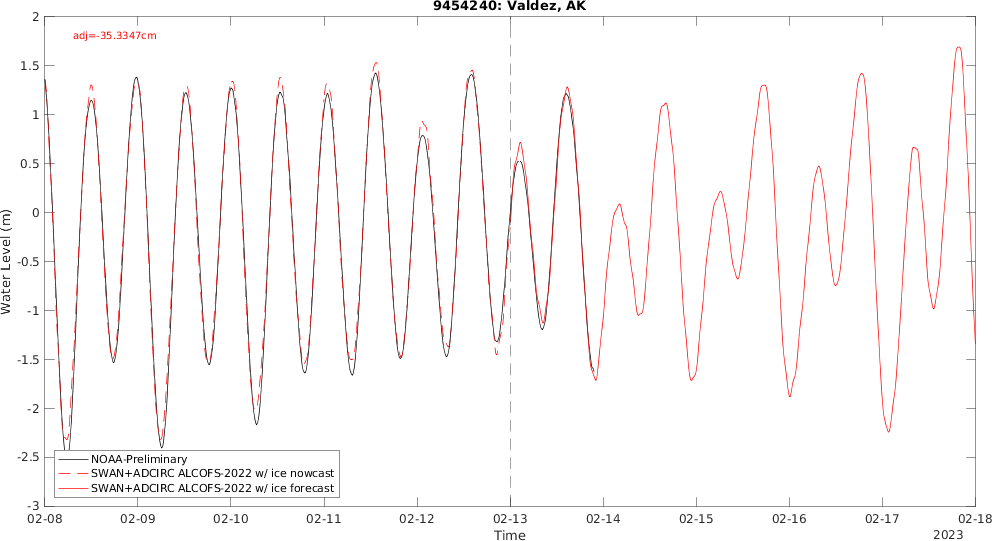 9454240: Valdez, AK
adj=-35.3347cm
2
1.5
1
0.5
0
-0.5
-1
-1.5
-2
-2.5
-3
Water Level (m)
NOAA-Preliminary
SWAN+ADCIRC ALCOFS-2022 w/ ice nowcast
SWAN+ADCIRC ALCOFS-2022 w/ ice forecast
02-08 02-09 02-10 02-11 02-12 02-13 02-14 02-15 02-16 02-17 02-18
Time
2023